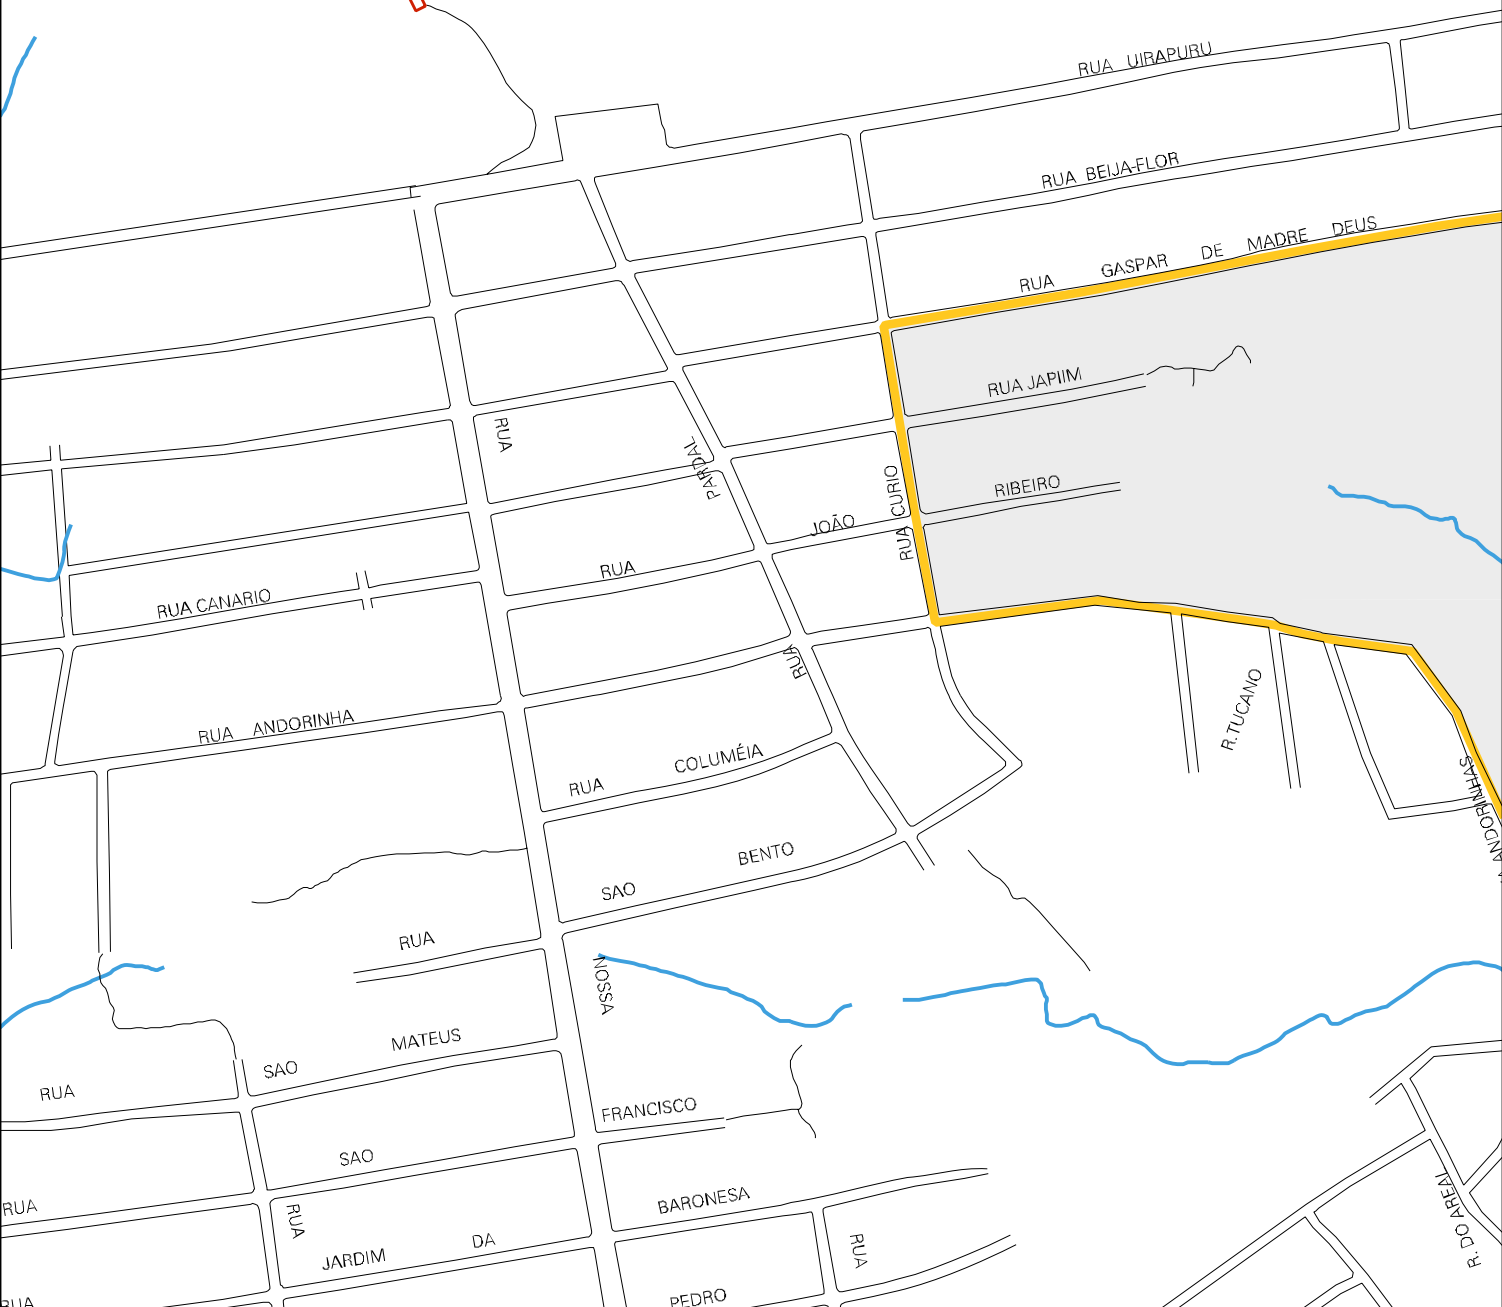 RUA UIRAPURU
RUA BEIJA-FLOR
RUA GASPAR DE MADRE DEUS
RUA JAPIIM
RUA
PARDAL
RUA CURIO
RIBEIRO
JOÃO
RUA
RUA CANARIO
RUA
R.TUCANO
RUA ANDORINHA
RUA COLUMÉIA
ANDORINHAS
SAO BENTO
RUA
NOSSA
SAO MATEUS
RUA
FRANCISCO
SAO
RUA
BARONESA
R. DO AREAL
RUA
JARDIM DA
RUA
PEDRO
RUA